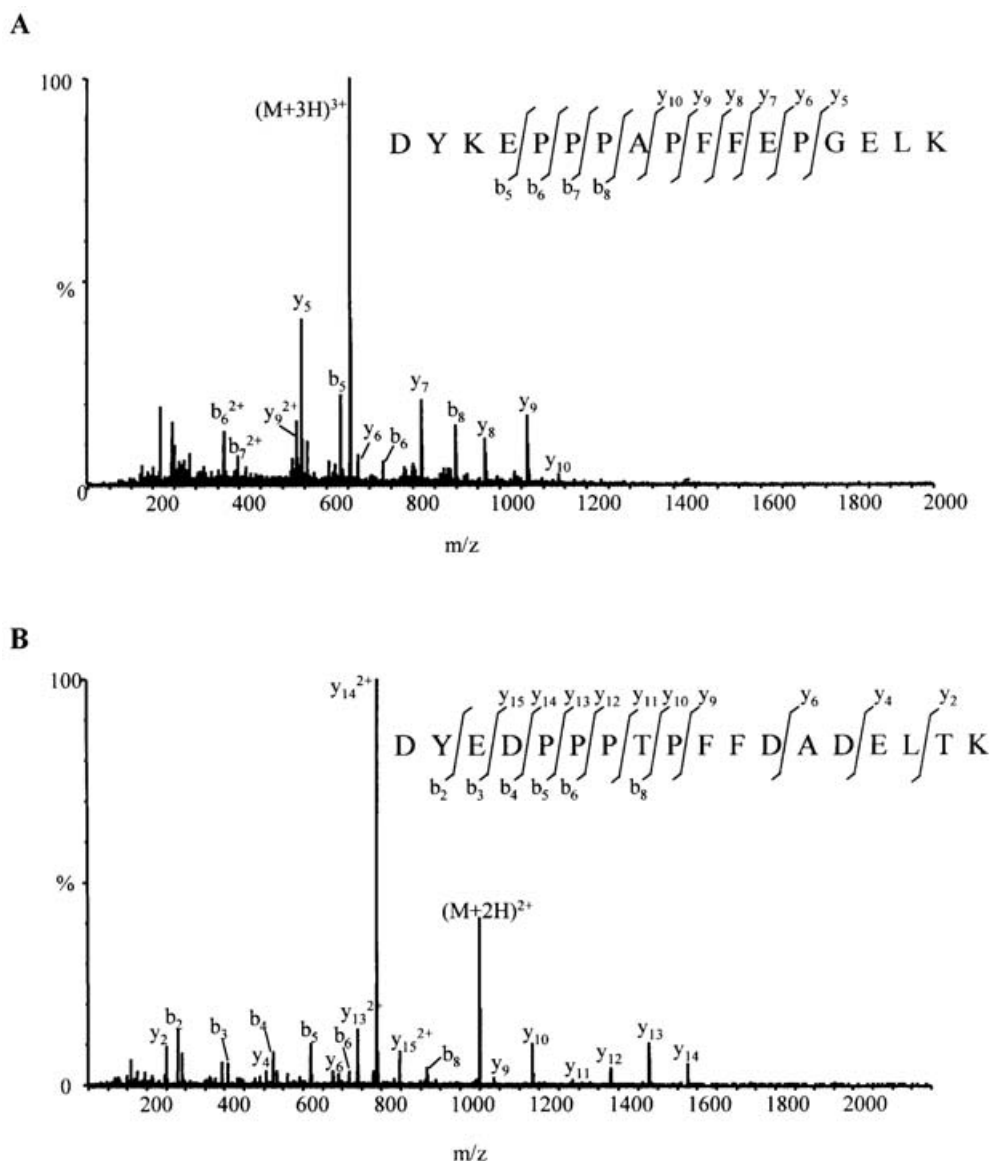 A
100
(M+3H)³⁺
y₁₀ y₉ y₈ y₇ y₆ y₅
D Y K E P P P A P F F E P G E L K
b₅ b₆ b₇ b₈
%
y₅
b₅
y₇
b₆²⁺
y₉²⁺
b₈
y₉
b₇²⁺
y₆
b₆
y₈
y₁₀
0
200 400 600 800 1000 1200 1400 1600 1800 2000
m/z
B
100
y₁₄²⁺
y₁₅ y₁₄ y₁₃ y₁₂ y₁₁ y₁₀ y₉ y₆ y₄ y₂
D Y E D P P P T P F F D A D E L T K
b₂ b₃ b₄ b₅ b₆ b₈
%
(M+2H)²⁺
y₂
b₂
b₃
b₄
y₄
b₅
y₆
b₆
y₁₃²⁺
y₁₅²⁺
b₈
y₉
y₁₀
y₁₁
y₁₂
y₁₃
y₁₄
0
200 400 600 800 1000 1200 1400 1600 1800 2000
m/z